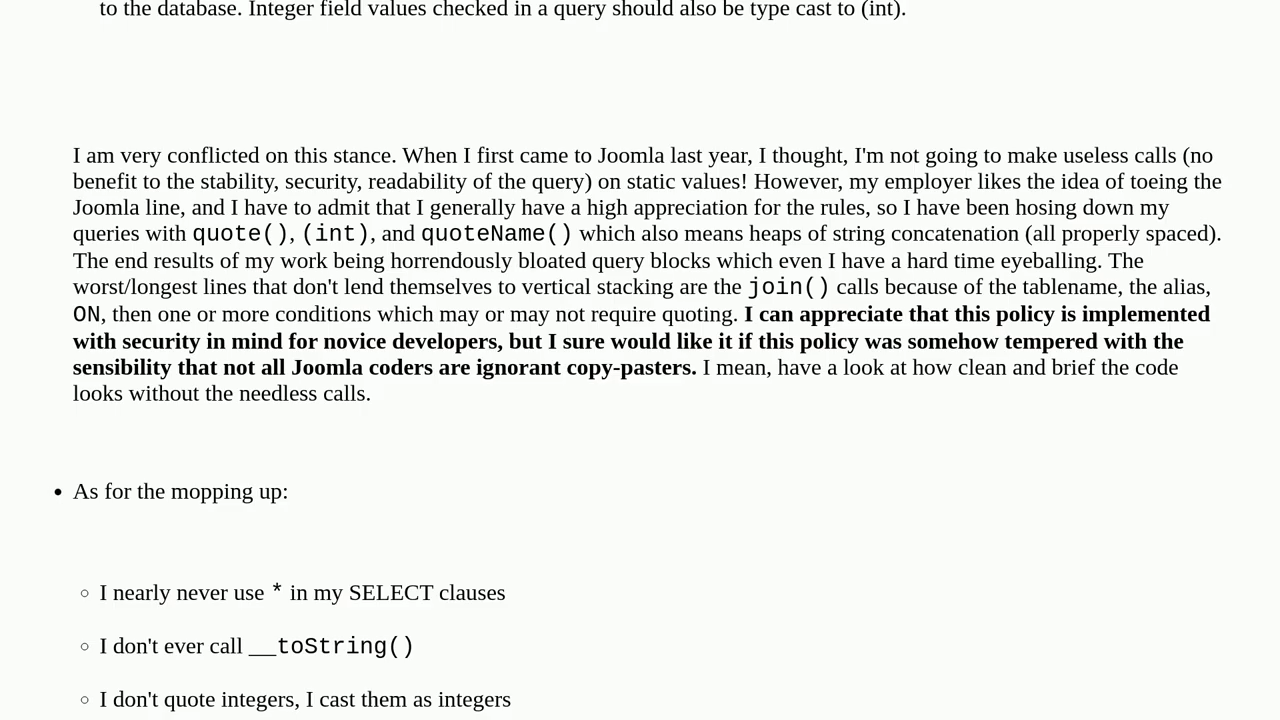 to the database. Integer field values checked in a query should also be type cast to (int).
I am very conflicted on this stance. When I first came to Joomla last year, I thought, I'm not going to make useless calls (no
benefit to the stability, security, readability of the query) on static values! However, my employer likes the idea of toeing the
Joomla line, and I have to admit that I generally have a high appreciation for the rules, so I have been hosing down my
queries with quote(), (int), and quoteName() which also means heaps of string concatenation (all properly spaced).
The end results of my work being horrendously bloated query blocks which even I have a hard time eyeballing. The
worst/longest lines that don't lend themselves to vertical stacking are the join() calls because of the tablename, the alias,
ON, then one or more conditions which may or may not require quoting. I can appreciate that this policy is implemented
with security in mind for novice developers, but I sure would like it if this policy was somehow tempered with the
sensibility that not all Joomla coders are ignorant copy-pasters. I mean, have a look at how clean and brief the code
looks without the needless calls.
• As for the mopping up:
◦ I nearly never use * in my SELECT clauses
◦ I don't ever call __toString()
◦ I don't quote integers, I cast them as integers